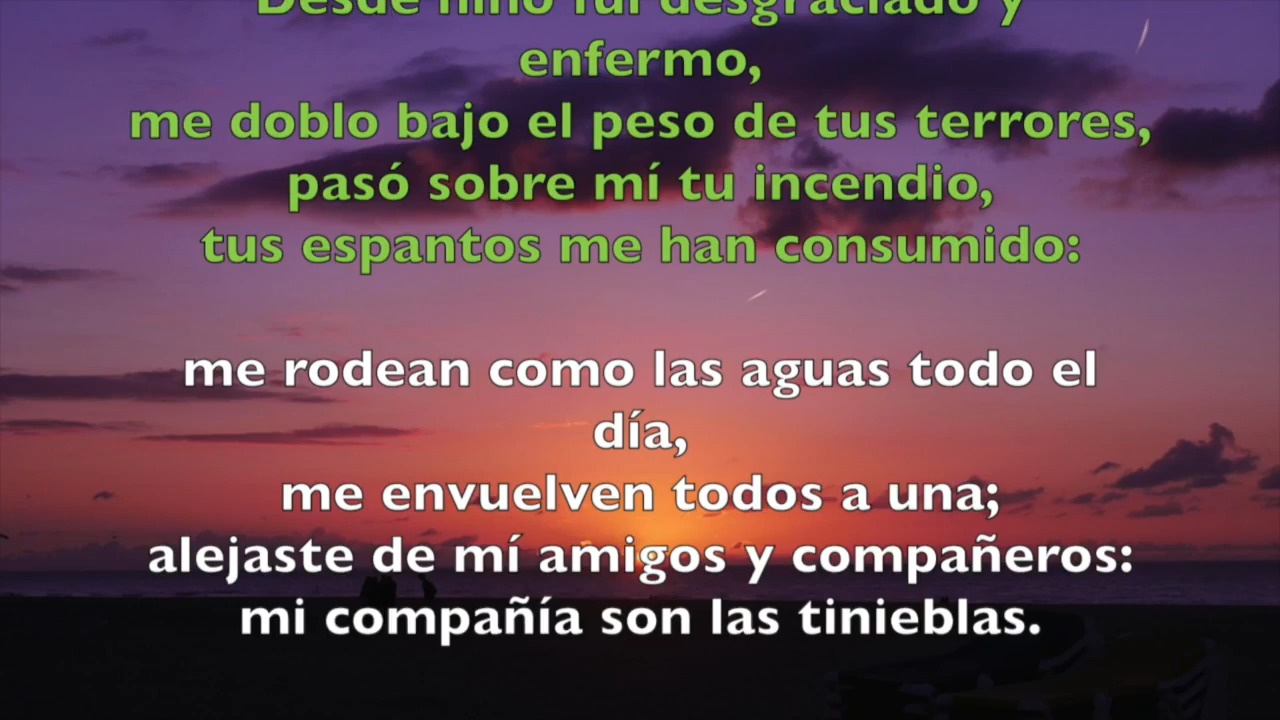 Desde niño fui desgraciado y
enfermo,
me doblo bajo el peso de tus terrores,
pasó sobre mí tu incendio,
tus espantos me han consumido:
me rodean como las aguas todo el
día,
me envuelven todos a una;
alejaste de mí amigos y compañeros:
mi compañía son las tinieblas.